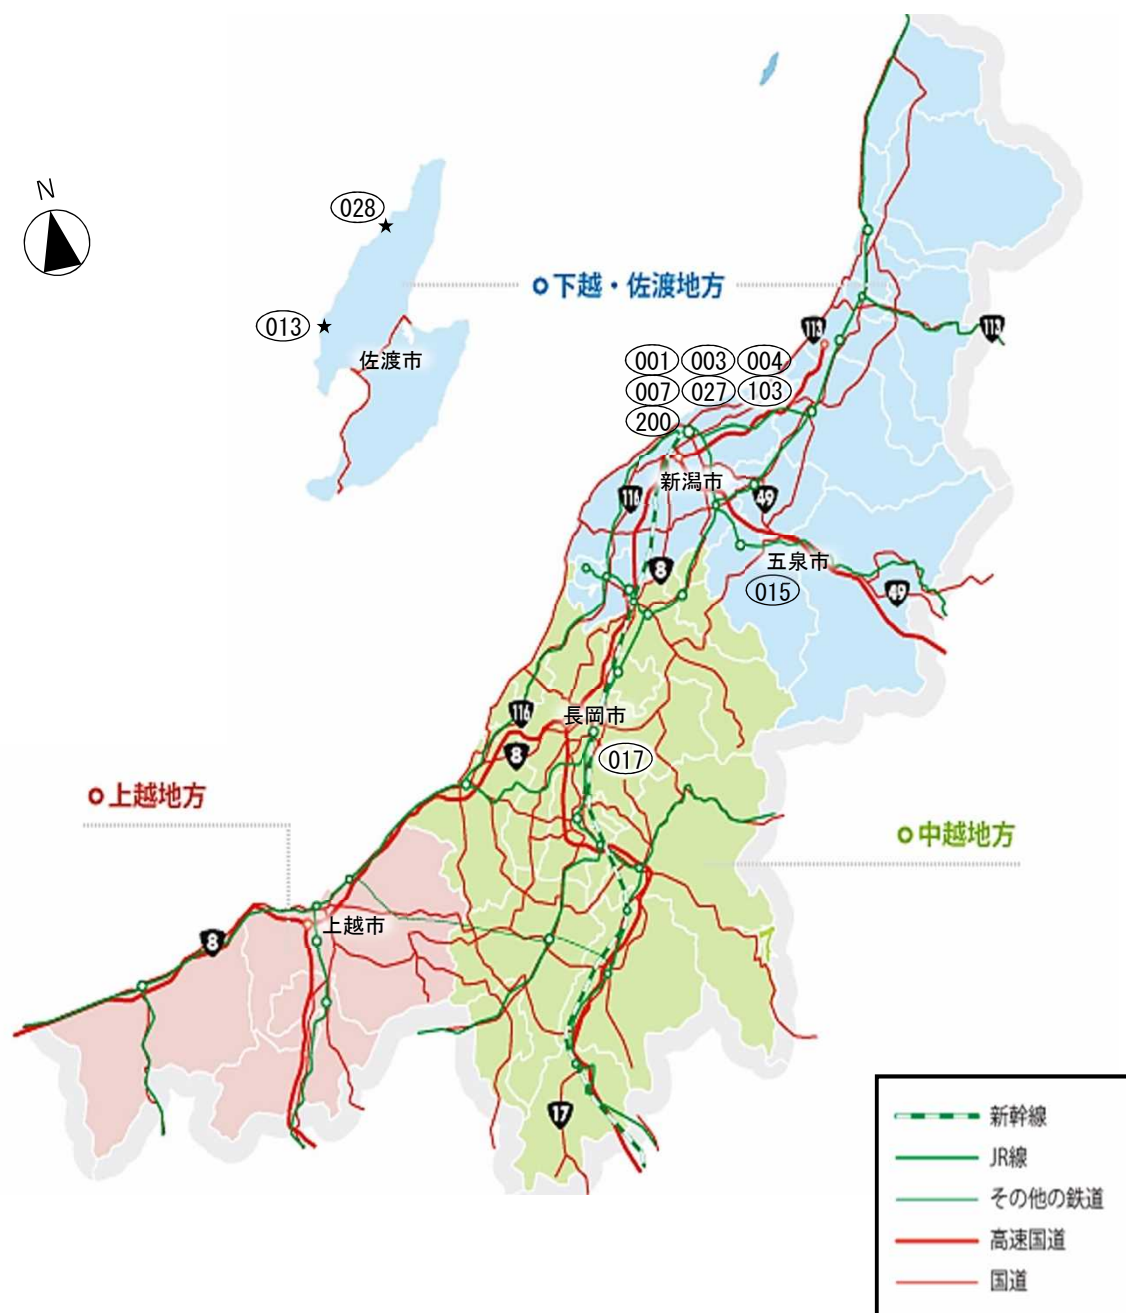 N
028
下越・佐渡地方
013
佐渡市
113
113
001 003 004
007 027 103
200
新潟市
116
49
五泉市
8
015
49
116
長岡市
8
017
上越地方
中越地方
上越市
8
17
新幹線
JR線
その他の鉄道
高速国道
国道